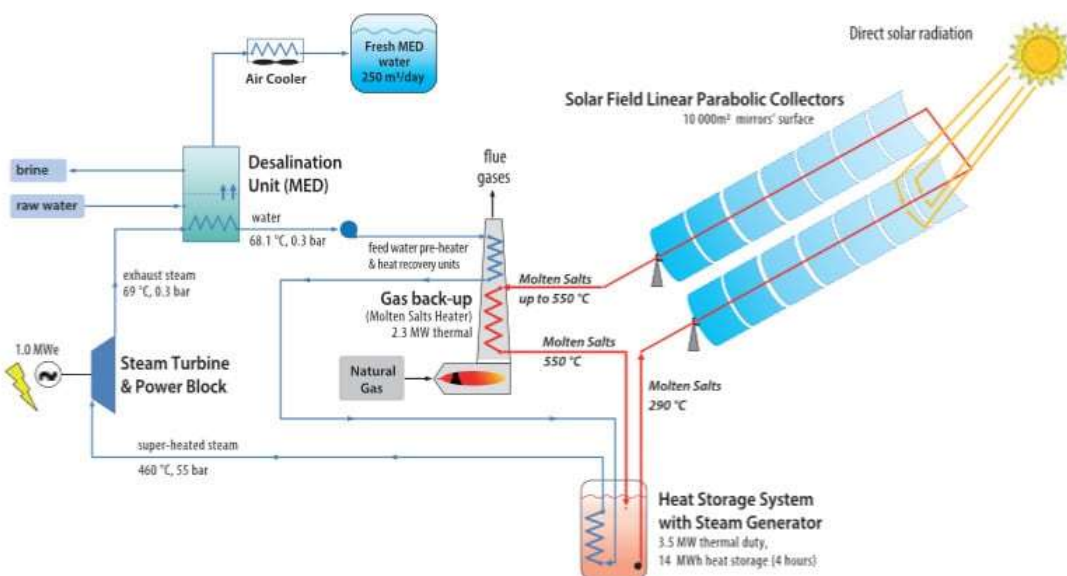 Fresh MED
water
250 m³/day
Air Cooler
Direct solar radiation
Solar Field Linear Parabolic Collectors
10 000m² mirrors' surface
brine
raw water
Desalination
Unit (MED)
water
68.1 °C, 0.3 bar
flue
gases
feed water pre-heater
& heat recovery units
exhaust steam
69 °C, 0.3 bar
Gas back-up
(Molten Salts Heater)
2.3 MW thermal
Molten Salts
up to 550 °C
Molten Salts
550 °C
Molten Salts
290 °C
1.0 MWe
Steam Turbine
& Power Block
Natural
Gas
super-heated steam
460 °C, 55 bar
Heat Storage System
with Steam Generator
3.5 MW thermal duty,
14 MWh heat storage (4 hours)